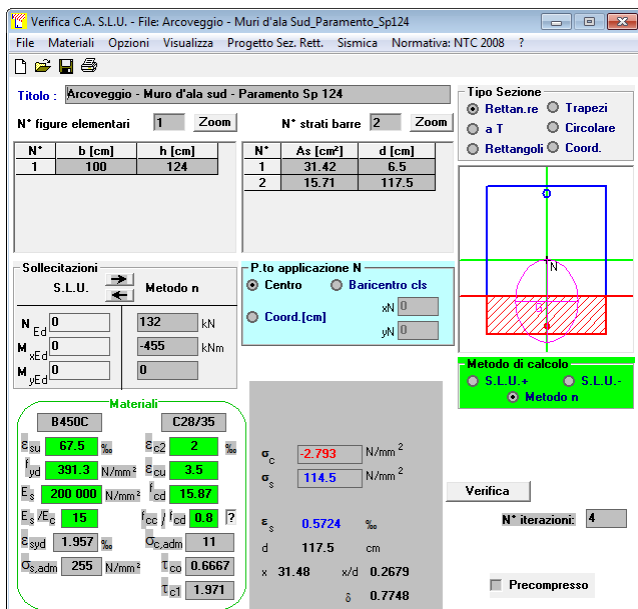 Verifica C.A. S.L.U. - File: Arcoveggio - Muri d'ala Sud_Paramento_Sp124
File Materiali Opzioni Visualizza Progetto Sez. Rett. Sismica Normativa: NTC 2008 ?
Titolo : Arcoveggio - Muro d'ala sud - Paramento Sp 124
N° figure elementari 1 Zoom N° strati barre 2 Zoom
N° b [cm] h [cm]
1 100 124
N° As [cm²] d [cm]
1 31.42 6.5
2 15.71 117.5
Tipo Sezione
Rettan.re Trapezi
a T Circolare
Rettangoli Coord.
N
G
Sollecitazioni
S.L.U. Metodo n
N Ed 0 132 kN
M xEd 0 -455 kNm
M yEd 0 0
P.to applicazione N
Centro Baricentro cls
Coord.[cm] xN 0
yN 0
Metodo di calcolo
S.L.U.+ S.L.U.-
Metodo n
Materiali
B450C C28/35
εsu 67.5 ‰ εc2 2 ‰
fyd 391.3 N/mm² εcu 3.5
Es 200 000 N/mm² fcd 15.87
Es/Ec 15 fcc / fcd 0.8 ?
εsyd 1.957 ‰ σc,adm 11
σs,adm 255 N/mm² τco 0.6667
τc1 1.971
σc -2.793 N/mm²
σs 114.5 N/mm²
εs 0.5724 ‰
d 117.5 cm
x 31.48 x/d 0.2679
δ 0.7748
Verifica
N° iterazioni: 4
Precompresso